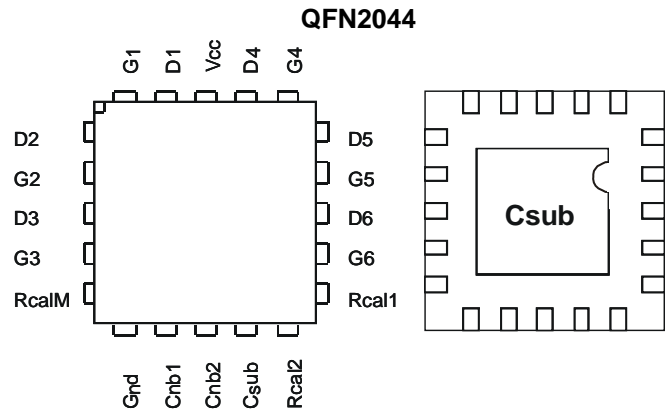 QFN2044
G1 D1 Vcc D4 G4
D2
G2
D3
G3
RcalM
D5
G5
D6
G6
Rcal1
Gnd Cnb1 Cnb2 Csub Rcal2
Csub